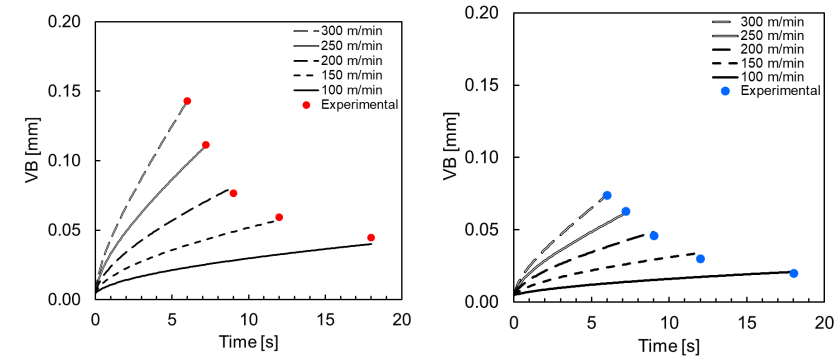 0.20
0.15
0.10
0.05
0.00
VB [mm]
300 m/min
250 m/min
200 m/min
150 m/min
100 m/min
Experimental
0
5
10
15
20
Time [s]
0.20
0.15
0.10
0.05
0.00
VB [mm]
300 m/min
250 m/min
200 m/min
150 m/min
100 m/min
Experimental
0
5
10
15
20
Time [s]